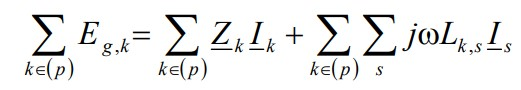 ∑_{k∈(p)} E_{g,k} = ∑_{k∈(p)} Z̲_k I̲_k + ∑_{k∈(p)} ∑_s jωL_{k,s} I̲_s